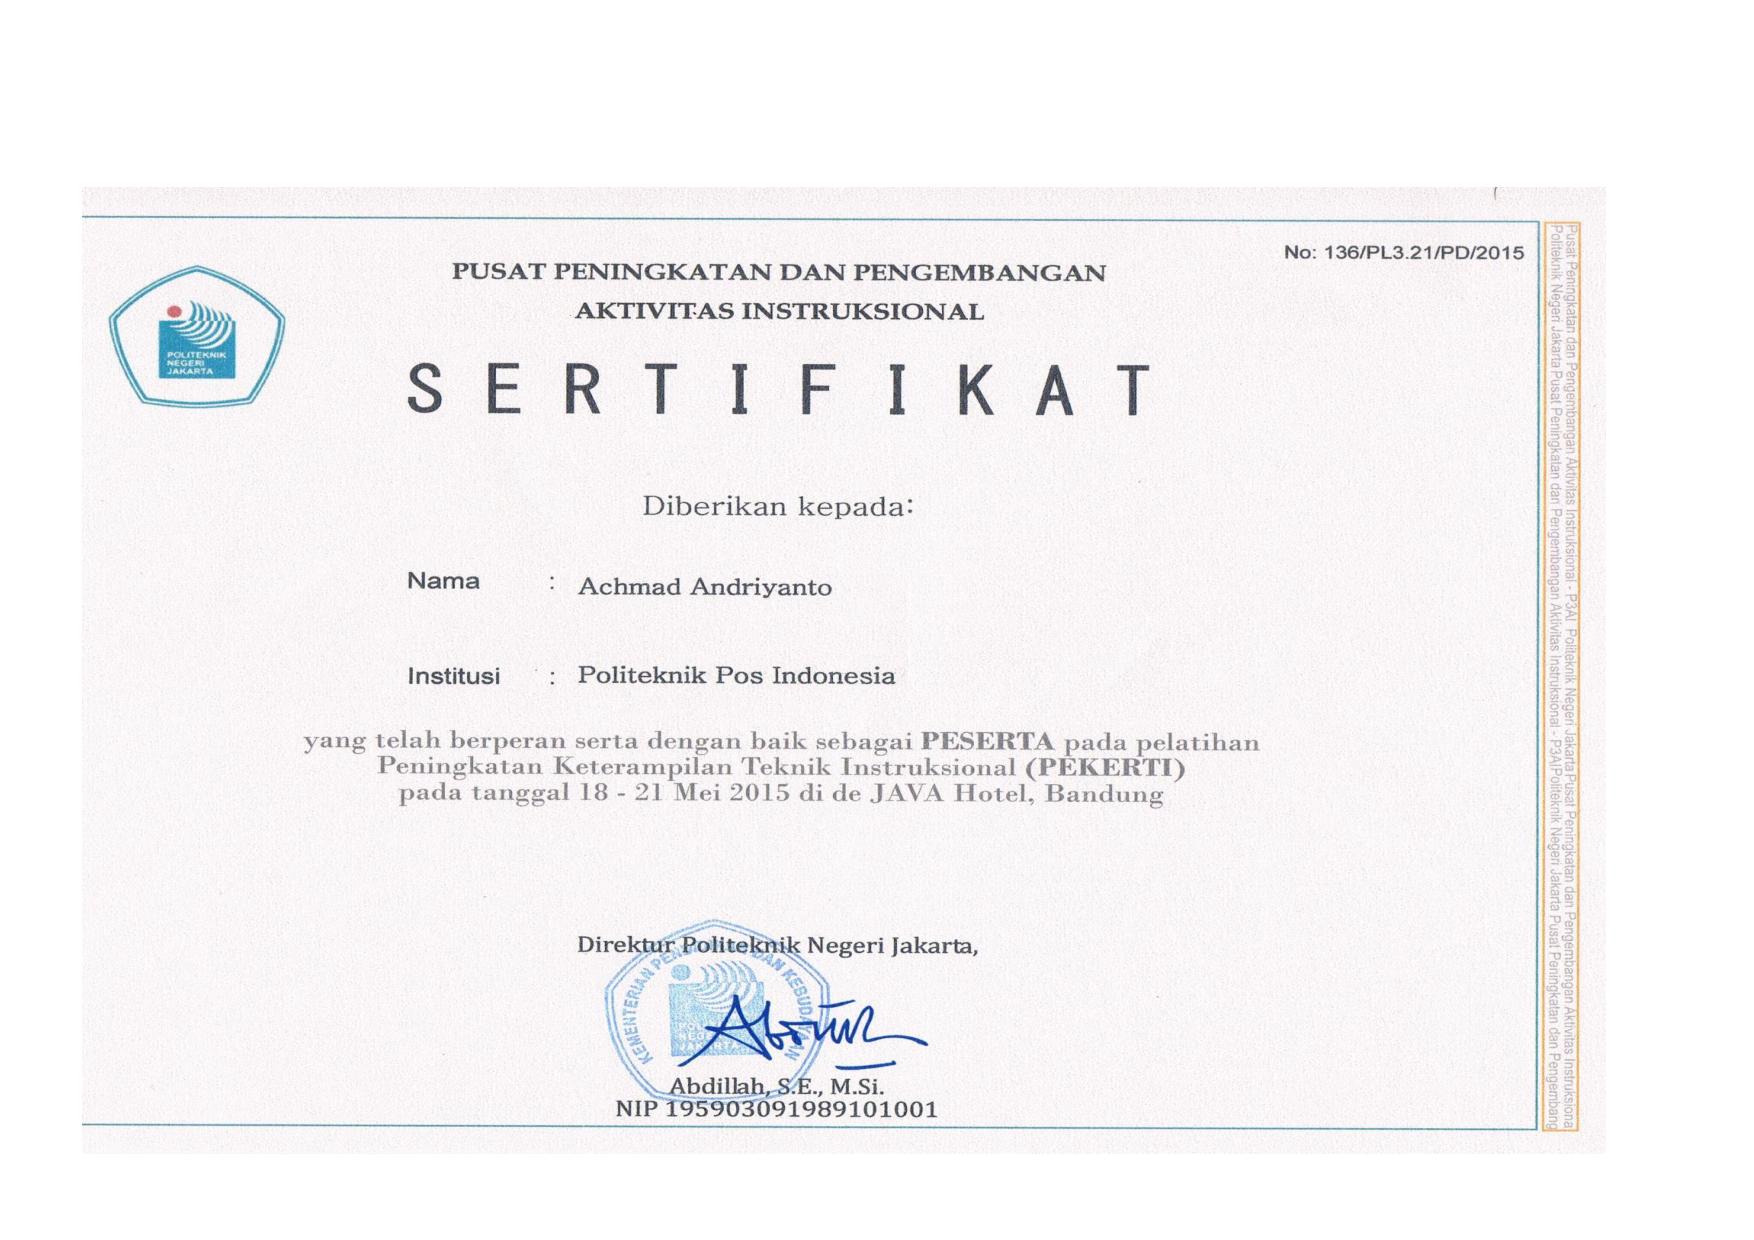 No: 136/PL3.21/PD/2015
PUSAT PENINGKATAN DAN PENGEMBANGAN
AKTIVITAS INSTRUKSIONAL
POLITEKNIK
NEGERI
JAKARTA
SERTIFIKAT
Diberikan kepada:
Nama : Achmad Andriyanto
Institusi : Politeknik Pos Indonesia
yang telah berperan serta dengan baik sebagai PESERTA pada pelatihan
Peningkatan Keterampilan Teknik Instruksional (PEKERTI)
pada tanggal 18 - 21 Mei 2015 di de JAVA Hotel, Bandung
Direktur Politeknik Negeri Jakarta,
KEMENTERIAN PENDIDIKAN DAN KEBUDAYAAN
POLITEKNIK
NEGERI
JAKARTA
Abdillah, S.E., M.Si.
NIP 195903091989101001
Pusat Peningkatan dan Pengembangan Aktivitas Instruksional - P3AI Politeknik Negeri Jakarta Pusat Peningkatan dan Pengembangan Aktivitas Instruksiona
Politeknik Negeri Jakarta Pusat Peningkatan dan Pengembangan Aktivitas Instruksional - P3AIPoliteknik Negeri Jakarta Pusat Peningkatan dan Pengembang